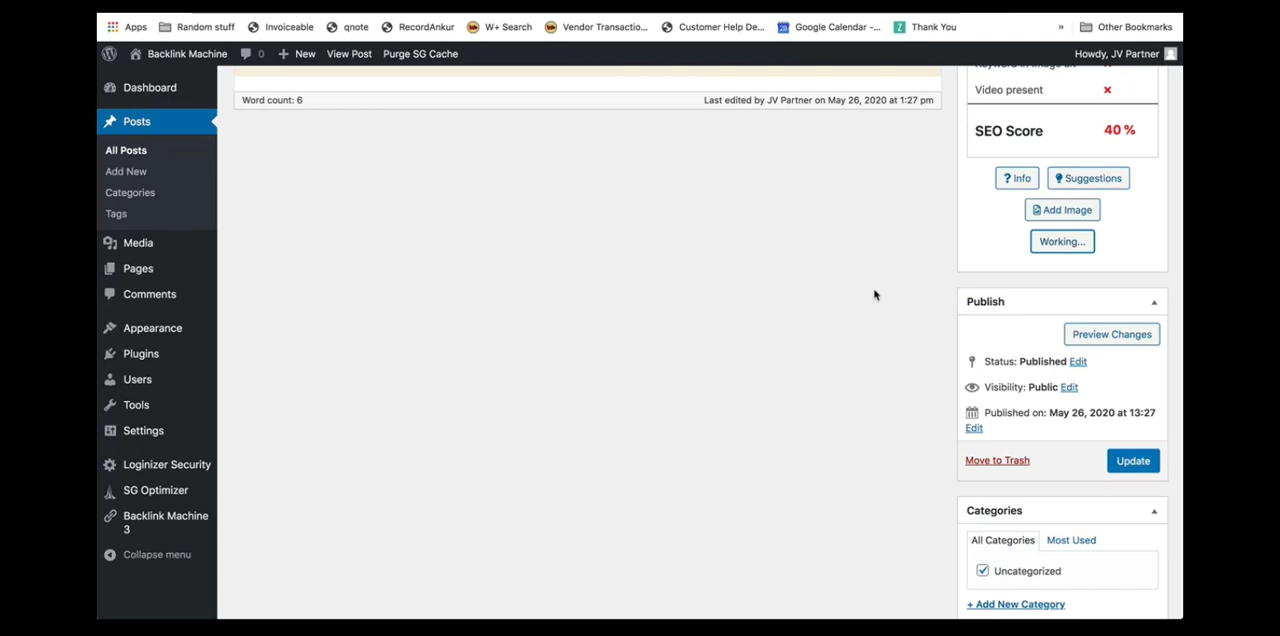 Apps Random stuff Invoiceable qnote RecordAnkur W+ Search Vendor Transactio... Customer Help De... Google Calendar -... Thank You » Other Bookmarks
Backlink Machine 0 + New View Post Purge SG Cache Howdy, JV Partner
Dashboard
Posts
All Posts
Add New
Categories
Tags
Media
Pages
Comments
Appearance
Plugins
Users
Tools
Settings
Loginizer Security
SG Optimizer
Backlink Machine
3
Collapse menu
Word count: 6 Last edited by JV Partner on May 26, 2020 at 1:27 pm
Video present
SEO Score 40 %
? Info Suggestions
Add Image
Working...
Publish
Preview Changes
Status: Published Edit
Visibility: Public Edit
Published on: May 26, 2020 at 13:27
Edit
Move to Trash Update
Categories
All Categories Most Used
Uncategorized
+ Add New Category